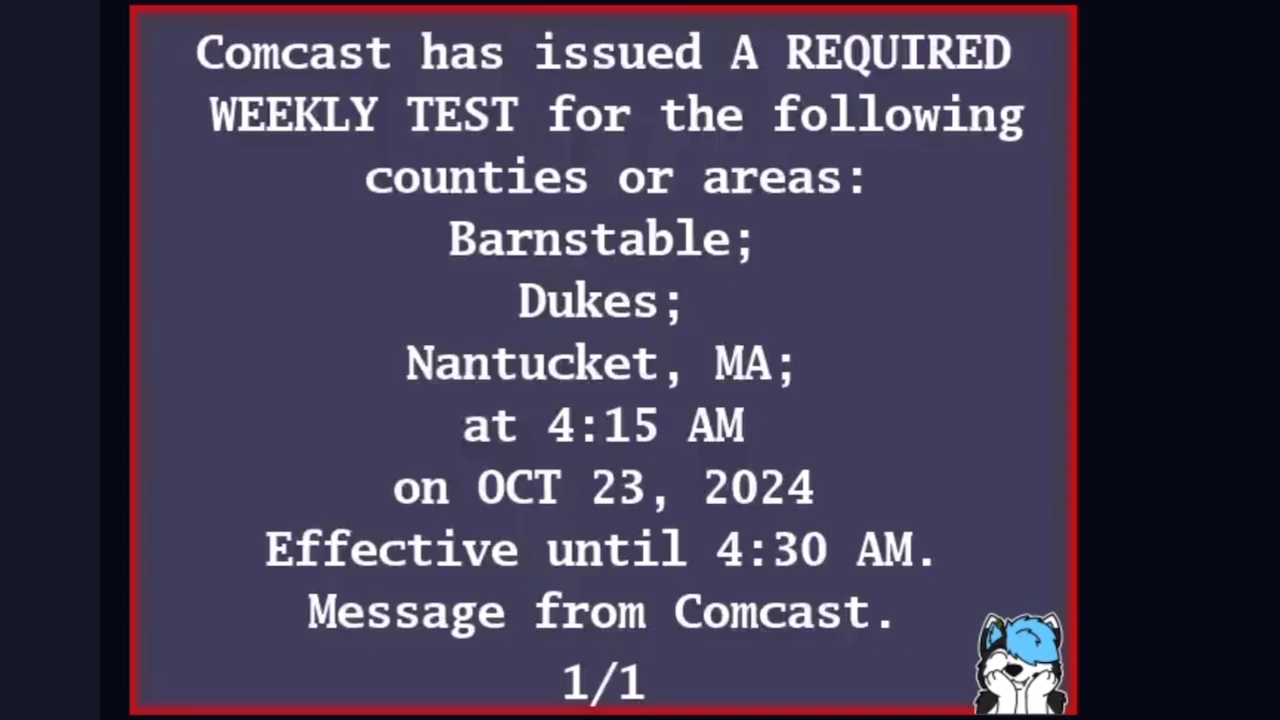 Comcast has issued A REQUIRED
WEEKLY TEST for the following
counties or areas:
Barnstable;
Dukes;
Nantucket, MA;
at 4:15 AM
on OCT 23, 2024
Effective until 4:30 AM.
Message from Comcast.
1/1